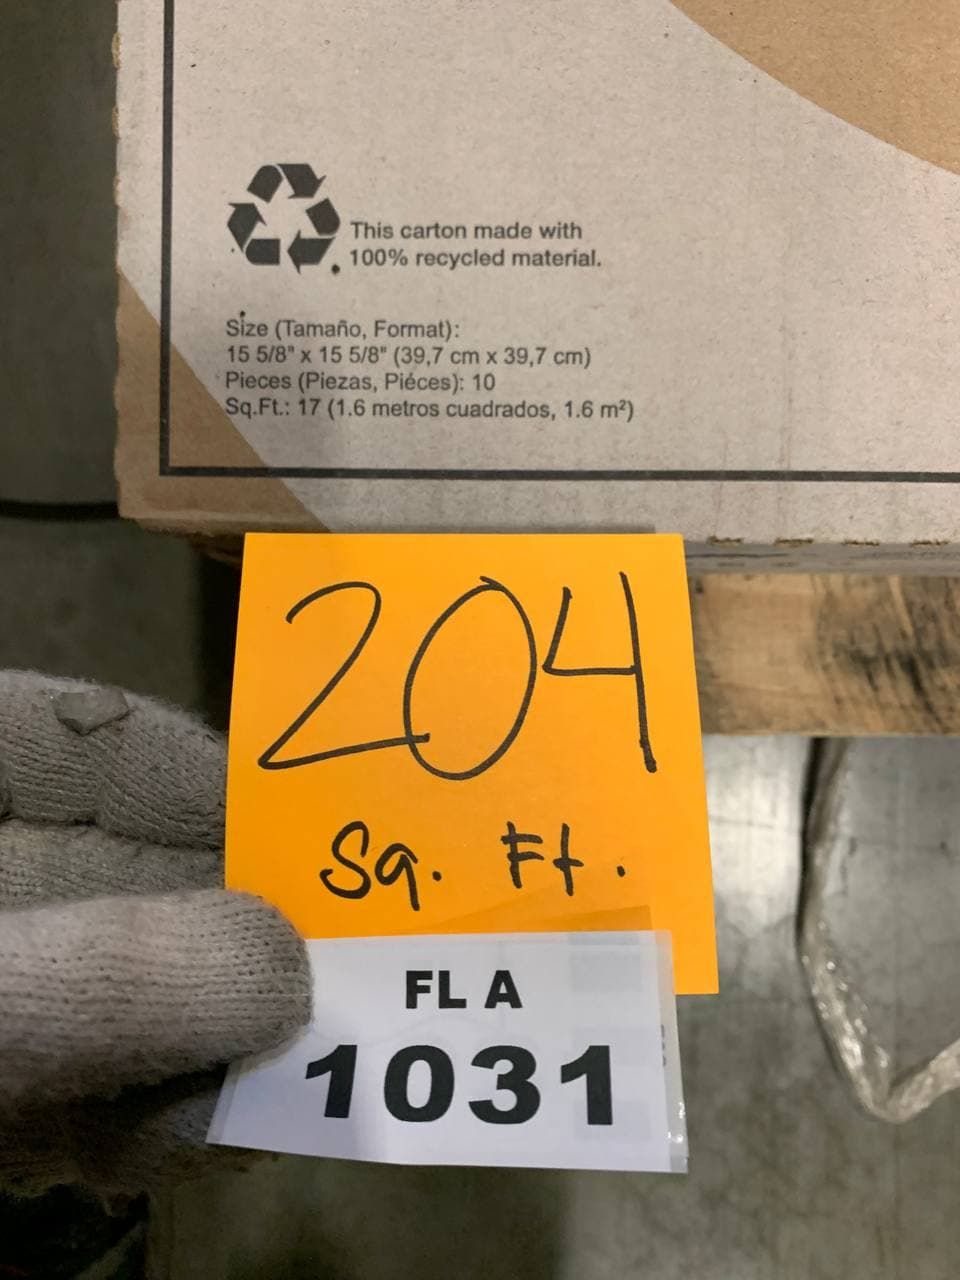 This carton made with
100% recycled material.
Size (Tamaño, Format):
15 5/8" x 15 5/8" (39,7 cm x 39,7 cm)
Pieces (Piezas, Piéces): 10
Sq.Ft.: 17 (1.6 metros cuadrados, 1.6 m²)
204
Sq. Ft.
FL A
1031